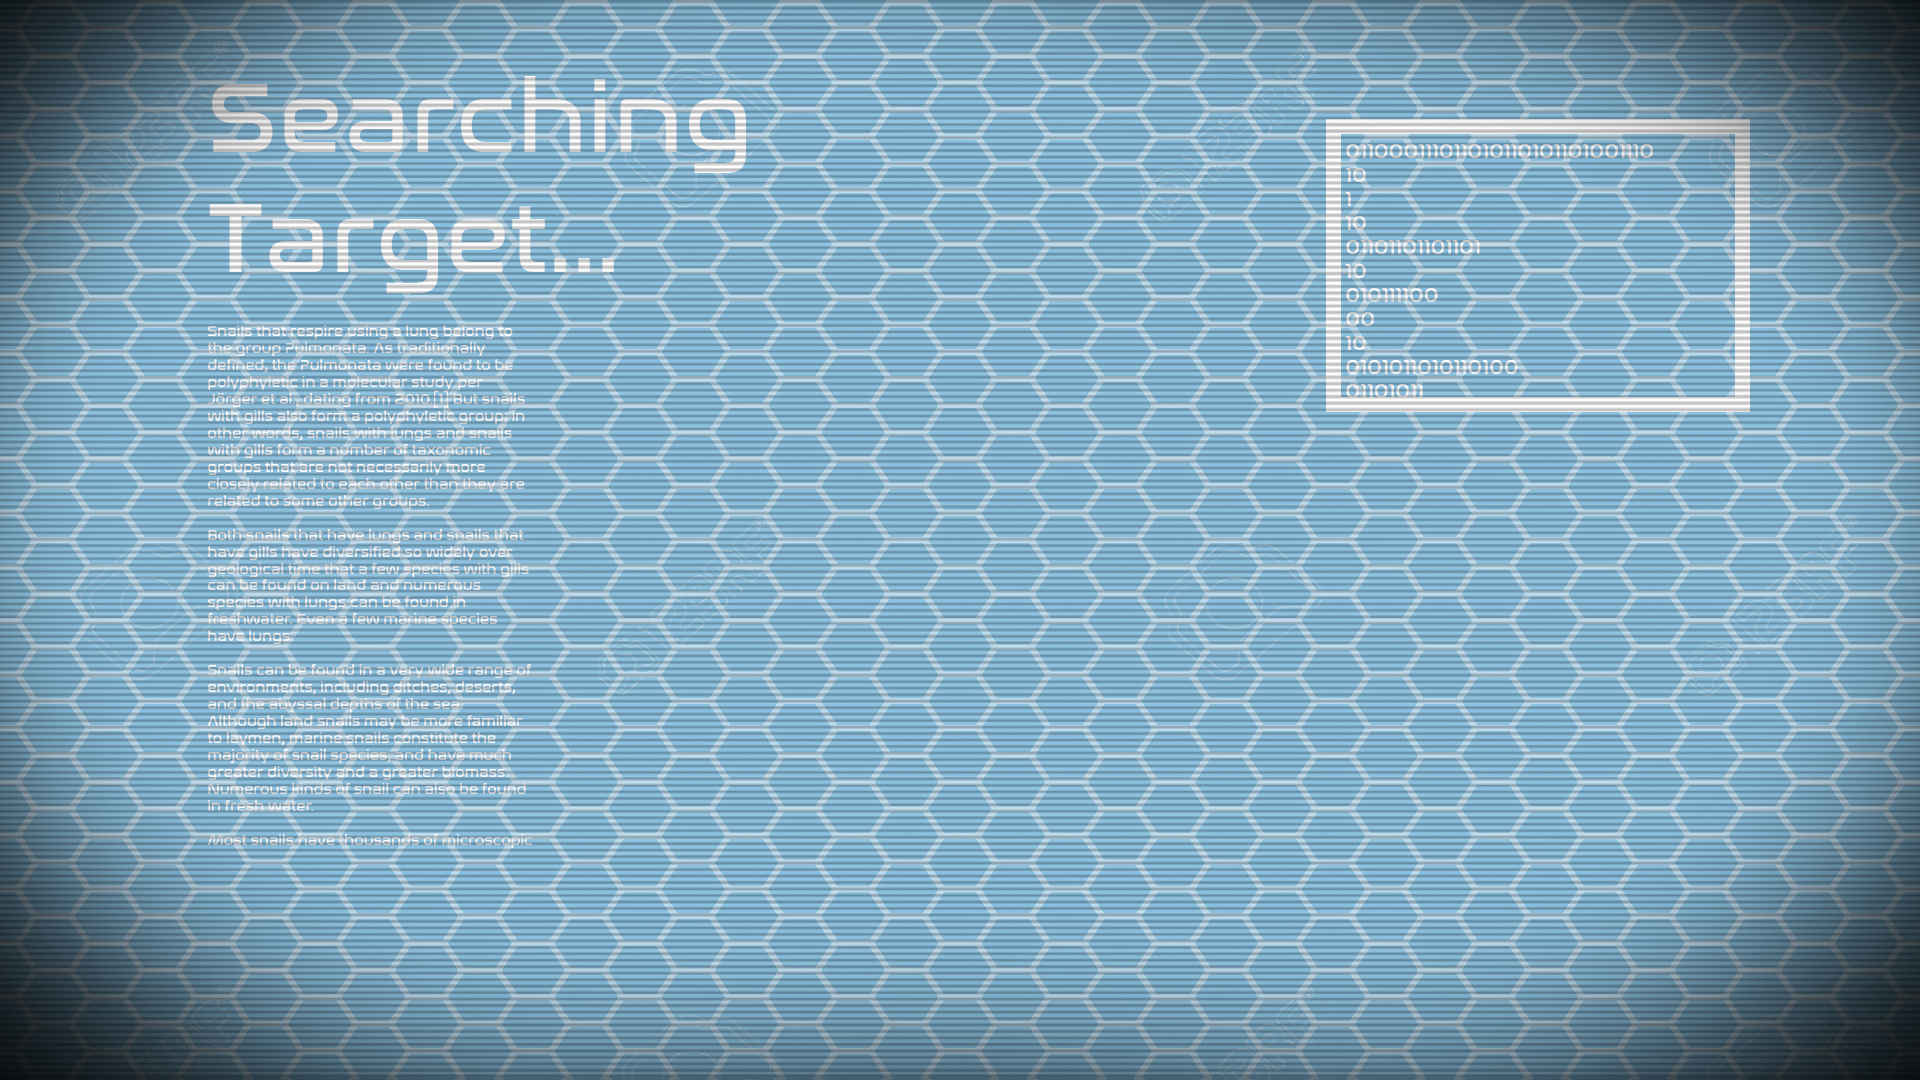 Searching
Target...
Snails that respire using a lung belong to
the group Pulmonata. As traditionally
defined, the Pulmonata were found to be
polyphyletic in a molecular study per
Jörger et al., dating from 2010.[1] But snails
with gills also form a polyphyletic group; in
other words, snails with lungs and snails
with gills form a number of taxonomic
groups that are not necessarily more
closely related to each other than they are
related to some other groups.
Both snails that have lungs and snails that
have gills have diversified so widely over
geological time that a few species with gills
can be found on land and numerous
species with lungs can be found in
freshwater. Even a few marine species
have lungs.
Snails can be found in a very wide range of
environments, including ditches, deserts,
and the abyssal depths of the sea.
Although land snails may be more familiar
to laymen, marine snails constitute the
majority of snail species, and have much
greater diversity and a greater biomass.
Numerous kinds of snail can also be found
in fresh water.
Most snails have thousands of microscopic
011000111011010110101101001110
10
1
10
0110110110110​1
10
010111100
00
10
01010110101101​00
01101011